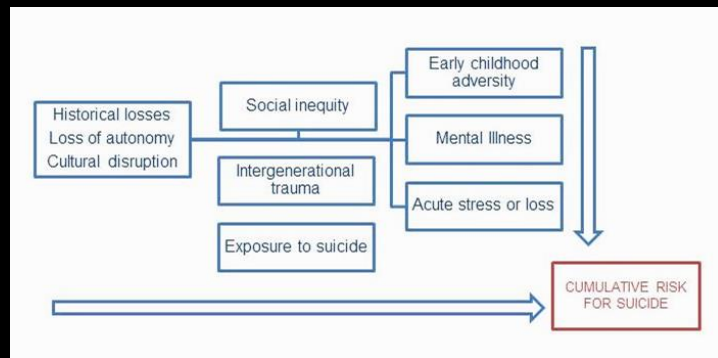 Historical losses
Loss of autonomy
Cultural disruption
Social inequity
Intergenerational
trauma
Exposure to suicide
Early childhood
adversity
Mental Illness
Acute stress or loss
CUMULATIVE RISK
FOR SUICIDE